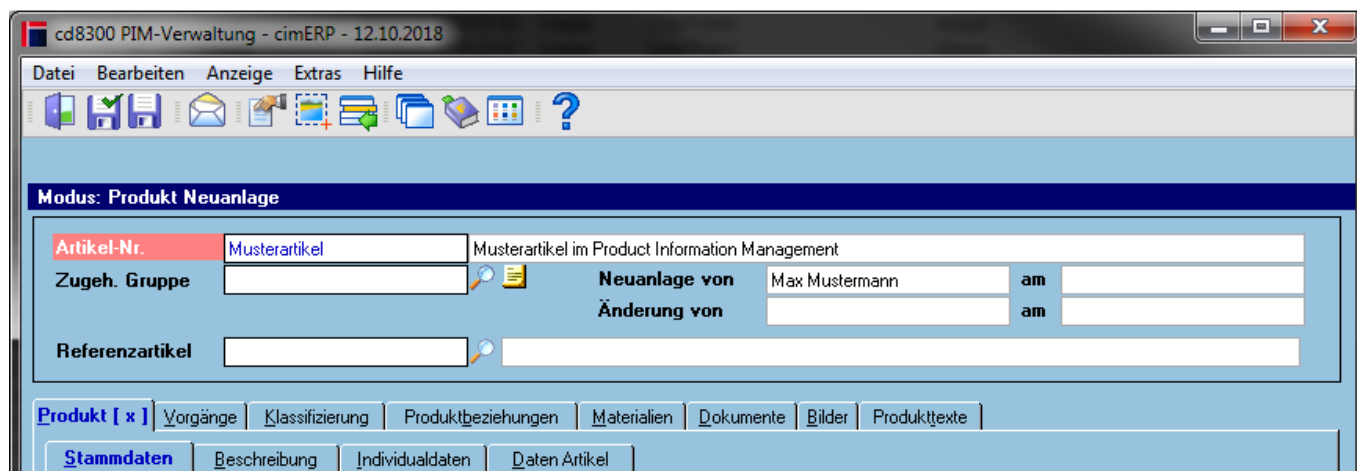 cd8300 PIM-Verwaltung - cimERP - 12.10.2018
Datei Bearbeiten Anzeige Extras Hilfe
Modus: Produkt Neuanlage
Artikel-Nr. Musterartikel Musterartikel im Product Information Management
Zugeh. Gruppe Neuanlage von Max Mustermann am
Änderung von am
Referenzartikel
Produkt [ x ] Vorgänge Klassifizierung Produktbeziehungen Materialien Dokumente Bilder Produkttexte
Stammdaten Beschreibung Individualdaten Daten Artikel